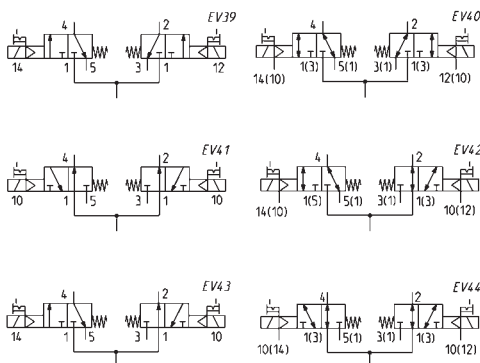 4 2 EV39
14 1 5 3 1 12
4 2 EV40
14(10) 1(3) 5(1) 3(1) 1(3) 12(10)
4 2 EV41
10 1 5 3 1 10
4 2 EV42
14(10) 1(5) 5(1) 3(1) 1(3) 10(12)
4 2 EV43
14 1 5 3 1 10
4 2 EV44
10(14) 1(3) 5(1) 3(1) 1(3) 10(12)